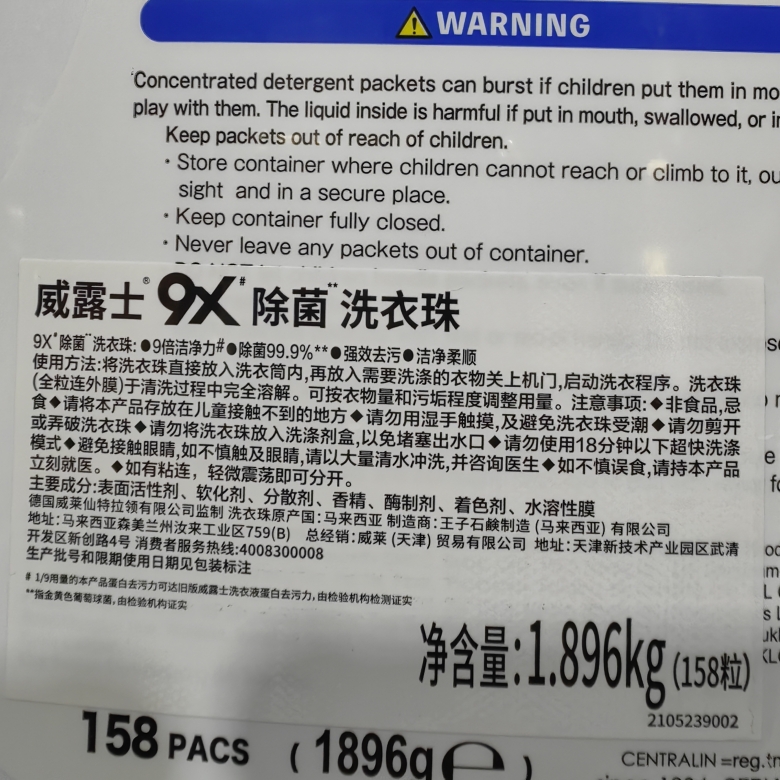 WARNING
Concentrated detergent packets can burst if children put them in mo
play with them. The liquid inside is harmful if put in mouth, swallowed, or i
Keep packets out of reach of children.
· Store container where children cannot reach or climb to it, ou
sight and in a secure place.
· Keep container fully closed.
· Never leave any packets out of container.
威露士® 9X# 除菌** 洗衣珠
9X#除菌**洗衣珠: ●9倍洁净力#●除菌99.9%**●强效去污●洁净柔顺
使用方法:将洗衣珠直接放入洗衣筒内,再放入需要洗涤的衣物关上机门,启动洗衣程序。洗衣珠
(全粒连外膜)于清洗过程中完全溶解。可按衣物量和污垢程度调整用量。注意事项:◆非食品,忌
食◆请将本产品存放在儿童接触不到的地方◆请勿用湿手触摸,及避免洗衣珠受潮◆请勿剪开
或弄破洗衣珠◆请勿将洗衣珠放入洗涤剂盒,以免堵塞出水口◆请勿使用18分钟以下超快洗涤
模式◆避免接触眼睛,如不慎触及眼睛,请以大量清水冲洗,并咨询医生◆如不慎误食,请持本产品
立刻就医。◆如有粘连，轻微震荡即可分开。
主要成分:表面活性剂、软化剂、分散剂、香精、酶制剂、着色剂、水溶性膜
德国威莱仙特拉领有限公司监制 洗衣珠原产国:马来西亚 制造商:王子石鹸制造 (马来西亚) 有限公司
地址:马来西亚森美兰州汝来工业区759(B) 总经销:威莱 (天津) 贸易有限公司 地址:天津新技术产业园区武清
开发区新创路4号 消费者服务热线:4008300008
生产批号和限期使用日期见包装标注
# 1/9用量的本产品蛋白去污力可达旧版威露士洗衣液蛋白去污力,由检验机构检测证实
**指金黄色葡萄球菌,由检验机构证实
净含量:1.896kg(158粒)
2105239002
158 PACS (1896g℮)
CENTRALIN =reg.t